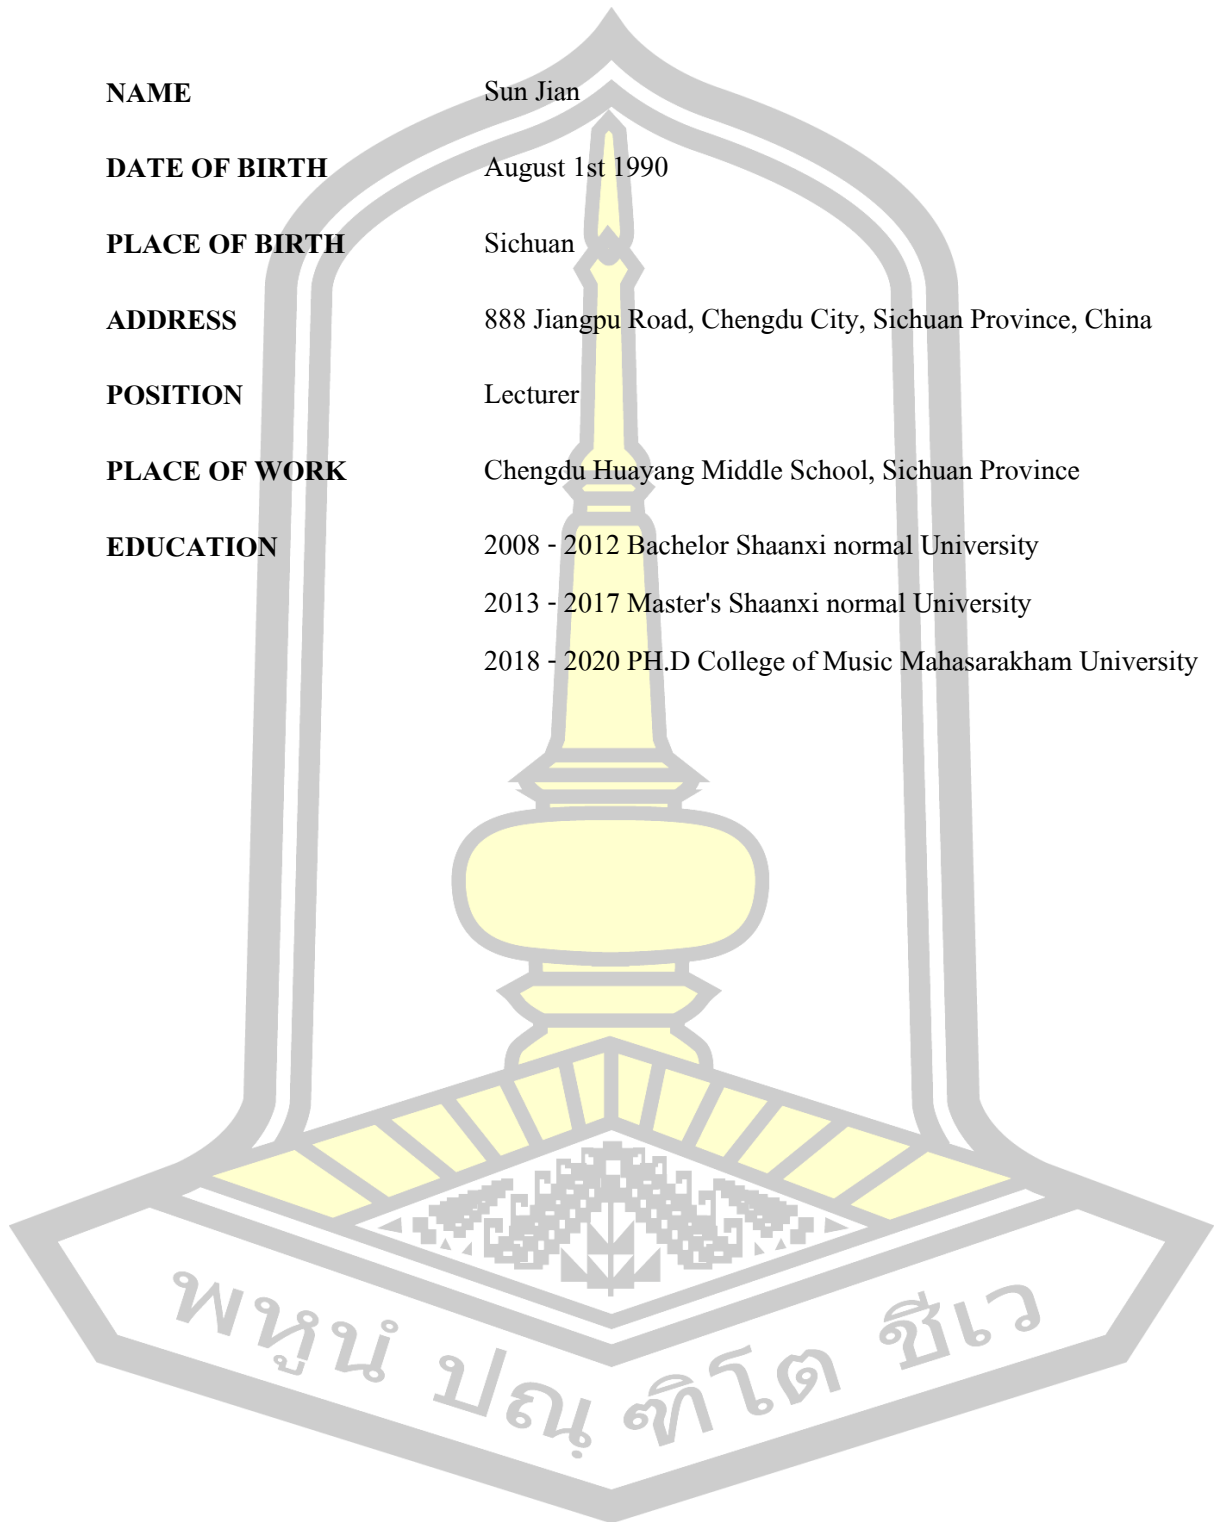 NAME Sun Jian
DATE OF BIRTH August 1st 1990
PLACE OF BIRTH Sichuan
ADDRESS 888 Jiangpu Road, Chengdu City, Sichuan Province, China
POSITION Lecturer
PLACE OF WORK Chengdu Huayang Middle School, Sichuan Province
EDUCATION 2008 - 2012 Bachelor Shaanxi normal University
2013 - 2017 Master's Shaanxi normal University
2018 - 2020 PH.D College of Music Mahasarakham University
พหูนํ ปณฺฑิโต ชีเว